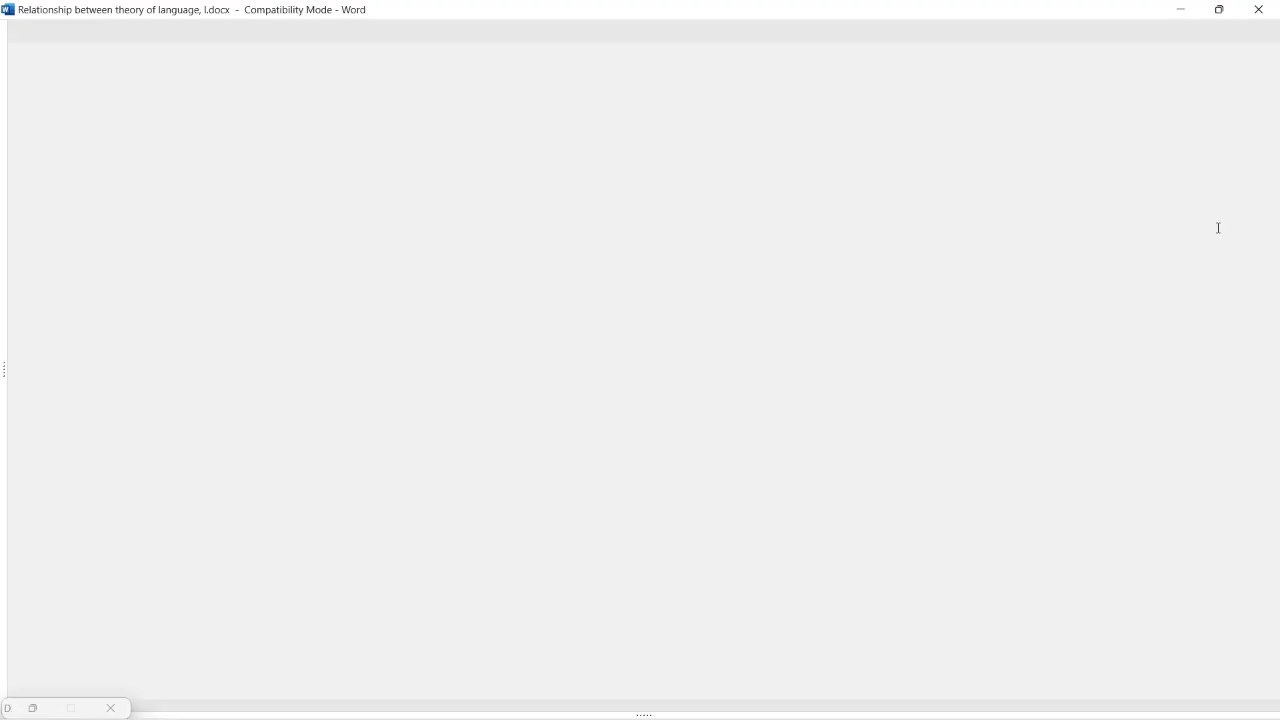 Relationship between theory of language, l.docx - Compatibility Mode - Word
D